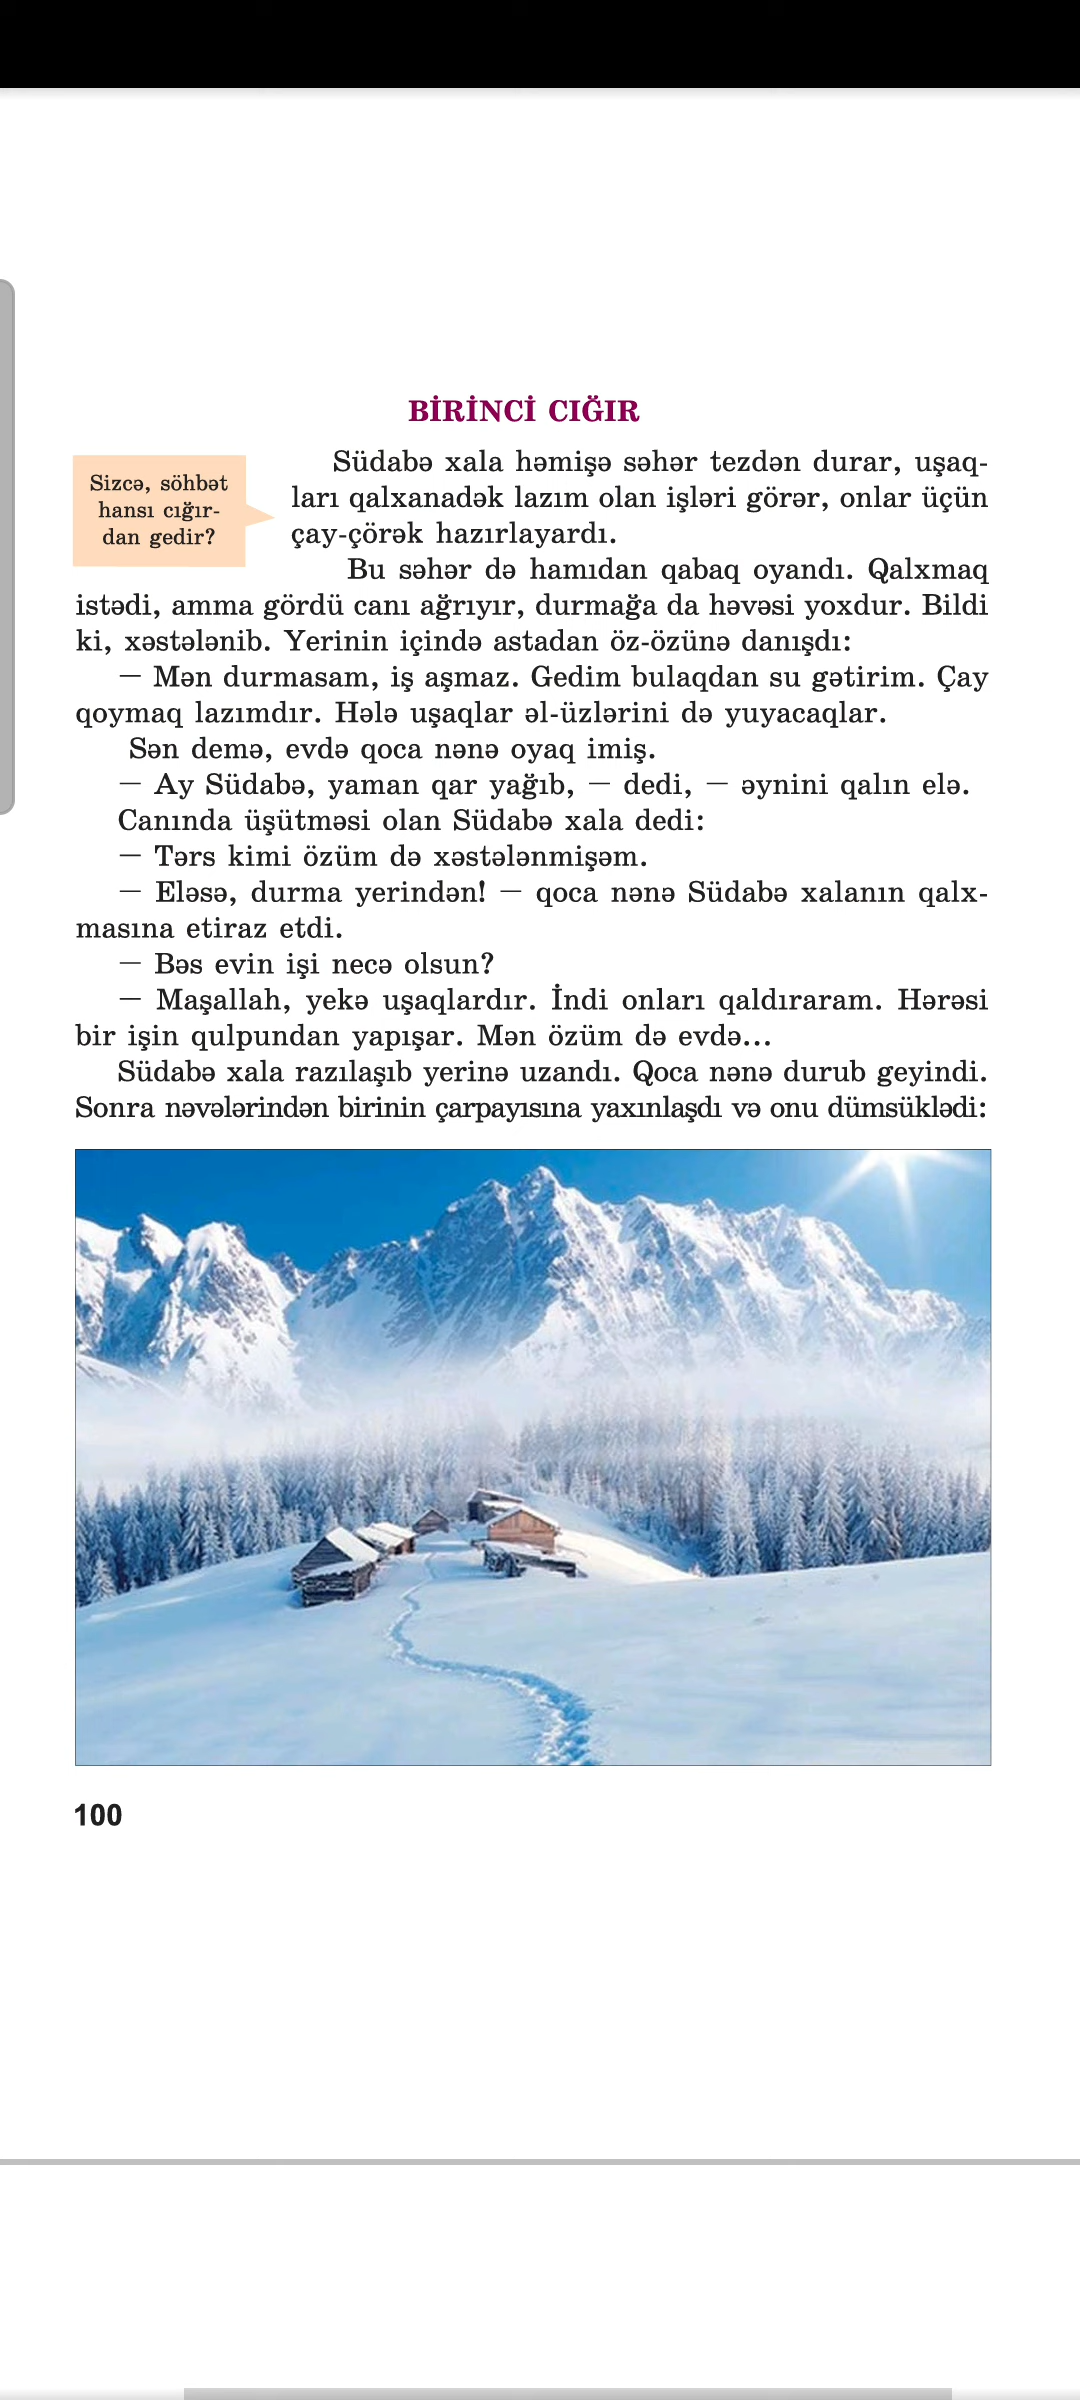 BİRİNCİ CIĞIR
Sizcə, söhbət
hansı cığır-
dan gedir?
Südabə xala həmişə səhər tezdən durar, uşaq-
ları qalxanadək lazım olan işləri görər, onlar üçün
çay-çörək hazırlayardı.
Bu səhər də hamıdan qabaq oyandı. Qalxmaq
istədi, amma gördü canı ağrıyır, durmağa da həvəsi yoxdur. Bildi
ki, xəstələnib. Yerinin içində astadan öz-özünə danışdı:
— Mən durmasam, iş aşmaz. Gedim bulaqdan su gətirim. Çay
qoymaq lazımdır. Hələ uşaqlar əl-üzlərini də yuyacaqlar.
Sən demə, evdə qoca nənə oyaq imiş.
— Ay Südabə, yaman qar yağıb, — dedi, — əynini qalın elə.
Canında üşütməsi olan Südabə xala dedi:
— Tərs kimi özüm də xəstələnmişəm.
— Eləsə, durma yerindən! — qoca nənə Südabə xalanın qalx-
masına etiraz etdi.
— Bəs evin işi necə olsun?
— Maşallah, yekə uşaqlardır. İndi onları qaldıraram. Hərəsi
bir işin qulpundan yapışar. Mən özüm də evdə...
Südabə xala razılaşıb yerinə uzandı. Qoca nənə durub geyindi.
Sonra nəvələrindən birinin çarpayısına yaxınlaşdı və onu dümsüklədi:
100